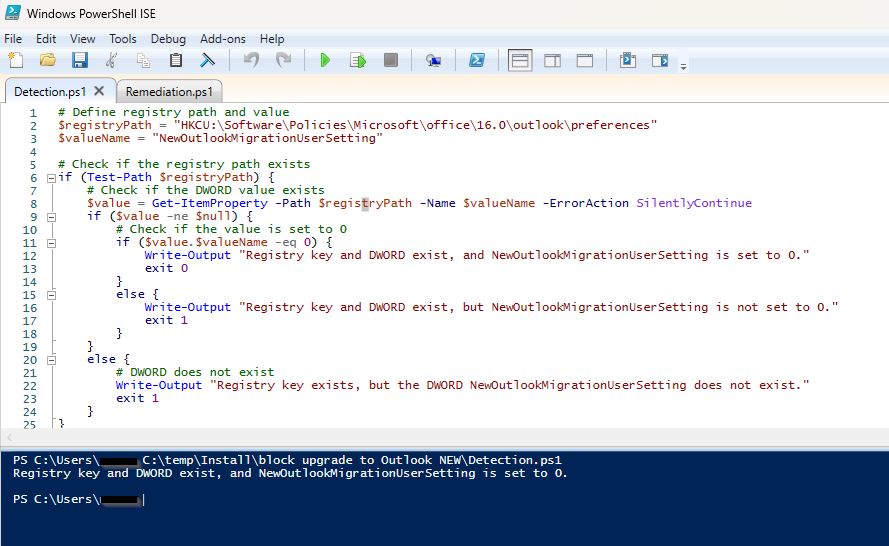 Windows PowerShell ISE
File Edit View Tools Debug Add-ons Help
Detection.ps1 Remediation.ps1
1 # Define registry path and value
2 $registryPath = "HKCU:\Software\Policies\Microsoft\office\16.0\outlook\preferences"
3 $valueName = "NewOutlookMigrationUserSetting"
4
5 # Check if the registry path exists
6 if (Test-Path $registryPath) {
7 # Check if the DWORD value exists
8 $value = Get-ItemProperty -Path $registryPath -Name $valueName -ErrorAction SilentlyContinue
9 if ($value -ne $null) {
10 # Check if the value is set to 0
11 if ($value.$valueName -eq 0) {
12 Write-Output "Registry key and DWORD exist, and NewOutlookMigrationUserSetting is set to 0."
13 exit 0
14 }
15 else {
16 Write-Output "Registry key and DWORD exist, but NewOutlookMigrationUserSetting is not set to 0."
17 exit 1
18 }
19 }
20 else {
21 # DWORD does not exist
22 Write-Output "Registry key exists, but the DWORD NewOutlookMigrationUserSetting does not exist."
23 exit 1
24 }
25 }
PS C:\Users\ C:\temp\Install\block upgrade to Outlook NEW\Detection.ps1
Registry key and DWORD exist, and NewOutlookMigrationUserSetting is set to 0.
PS C:\Users\